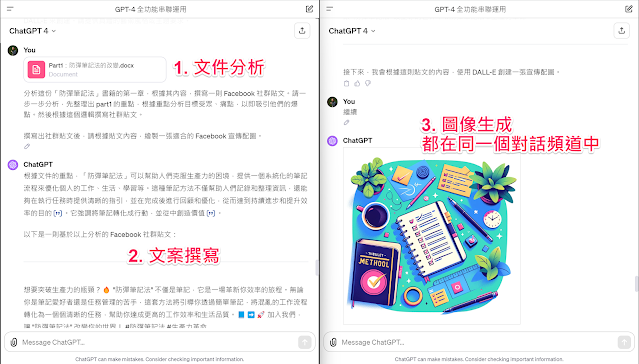 GPT-4 全功能串聯運用
ChatGPT 4
You
Part1：防彈筆記法的改變.docx
Document
1. 文件分析
分析這份「防彈筆記法」書籍的第一章，根據其內容，撰寫一則 Facebook 社群貼文。請一
步一步分析，先整理出 part1 的重點，根據重點分析目標受眾、痛點，以即吸引他們的爆
點，然後根據這個邏輯撰寫社群貼文。
撰寫出社群貼文後，請根據貼文內容，繪製一張適合的 Facebook 宣傳配圖。
ChatGPT
根據文件的重點，「防彈筆記法」可以幫助人們克服生產力的困境，提供一個系統化的筆記
流程來優化個人的工作、生活、學習等。這種筆記方法不僅幫助人們記錄和整理資訊，還能
夠在執行任務時提供清晰的指引，並在完成後進行回顧和優化，從而達到持續進步和提升效
率的目的 ["]。它強調將筆記轉化成行動，並從中創造價值 ["]。
以下是一則基於以上分析的 Facebook 社群貼文：
2. 文案撰寫
想要突破生產力的瓶頸？🔥 "防彈筆記法" 不僅是筆記，它是一場革新你效率的旅程。無論
你是筆記愛好者還是任務管理的苦手，這套方法將引導你透過簡單筆記，將混亂的工作流程
轉化為一個個清晰的任務，幫助你達成更高的工作效率和生活品質。📘➡️🚀 加入我們，
讓 "防彈筆記法" 改變你的世界！ #防彈筆記法 #生產力革命
Message ChatGPT...
ChatGPT can make mistakes. Consider checking important information.
GPT-4 全功能串聯運用
ChatGPT 4
接下來，我會根據這則貼文的內容，使用 DALL-E 創建一張宣傳配圖。
You
繼續
ChatGPT
3. 圖像生成
都在同一個對話頻道中
METHOOL
Message ChatGPT...
ChatGPT can make mistakes. Consider checking important information.